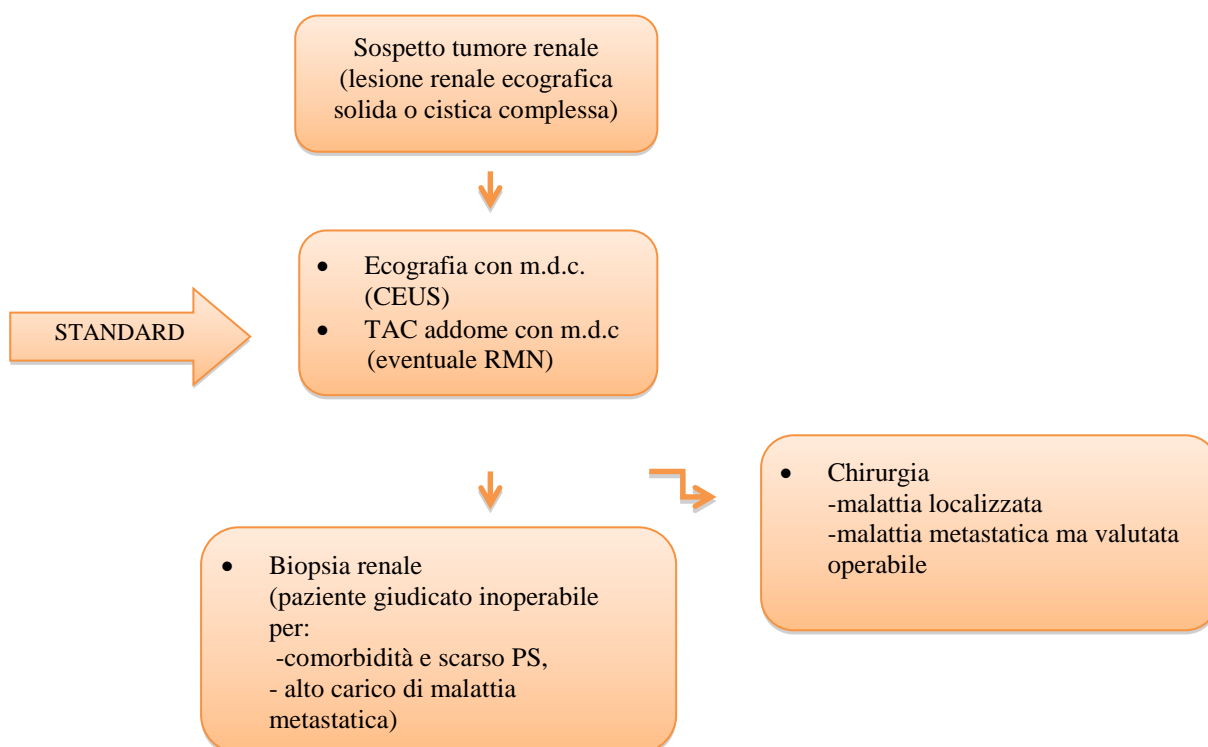 Sospetto tumore renale
(lesione renale ecografica
solida o cistica complessa)
• Ecografia con m.d.c.
(CEUS)
• TAC addome con m.d.c
(eventuale RMN)
STANDARD
• Chirurgia
-malattia localizzata
-malattia metastatica ma valutata
operabile
• Biopsia renale
(paziente giudicato inoperabile
per:
-comorbidità e scarso PS,
- alto carico di malattia
metastatica)